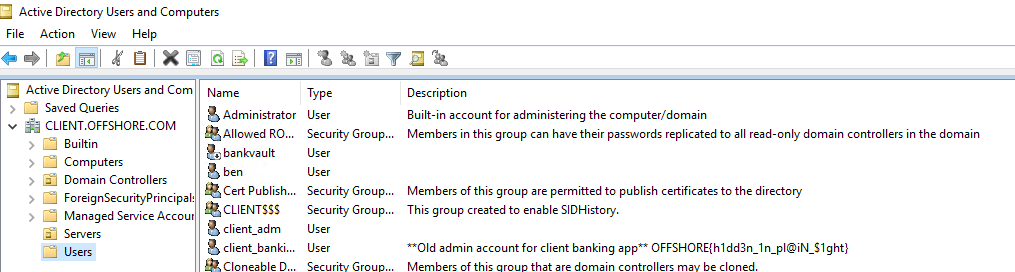 Active Directory Users and Computers
File Action View Help
Active Directory Users and Com
Saved Queries
CLIENT.OFFSHORE.COM
Builtin
Computers
Domain Controllers
ForeignSecurityPrincipals
Managed Service Accour
Servers
Users
Name Type Description
Administrator User Built-in account for administering the computer/domain
Allowed RO... Security Group... Members in this group can have their passwords replicated to all read-only domain controllers in the domain
bankvault User
ben User
Cert Publish... Security Group... Members of this group are permitted to publish certificates to the directory
CLIENT$$$ Security Group... This group created to enable SIDHistory.
client_adm User
client_banki... User **Old admin account for client banking app** OFFSHORE{h1dd3n_1n_pl@iN_$1ght}
Cloneable D... Security Group... Members of this group that are domain controllers may be cloned.